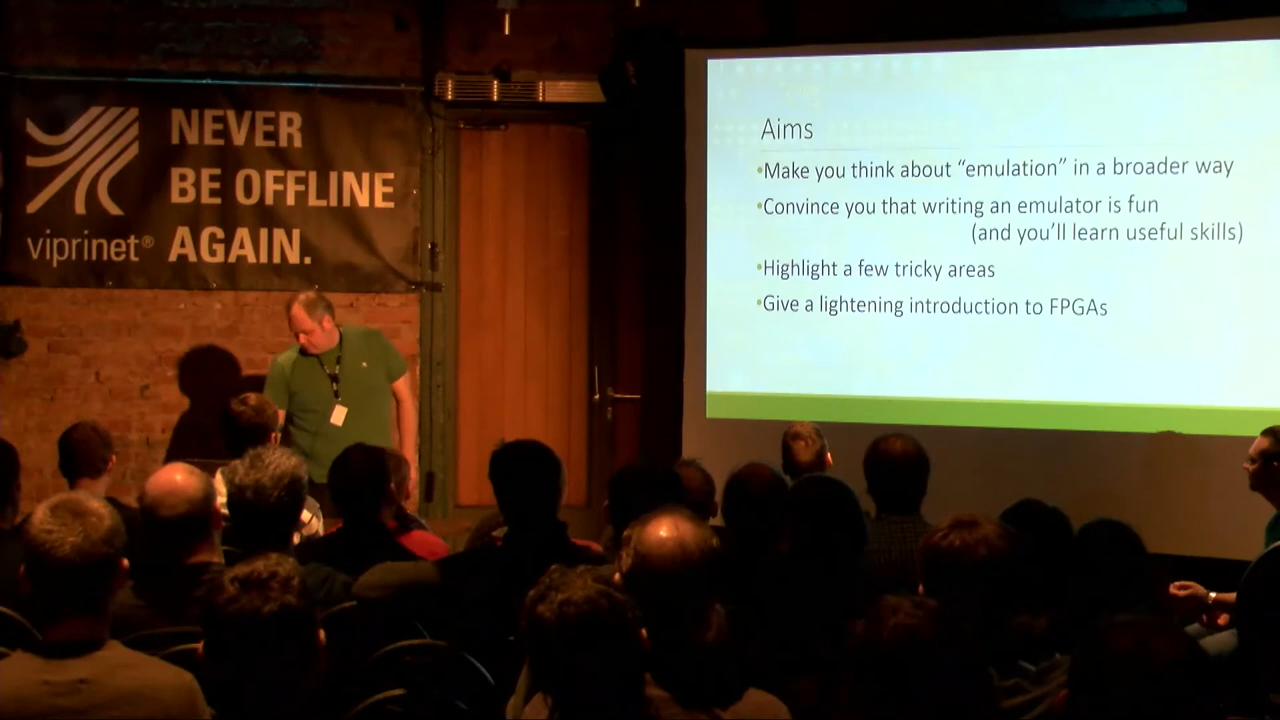 NEVER
BE OFFLINE
AGAIN.
viprinet®
Aims
•Make you think about “emulation” in a broader way
•Convince you that writing an emulator is fun
(and you’ll learn useful skills)
•Highlight a few tricky areas
•Give a lightening introduction to FPGAs